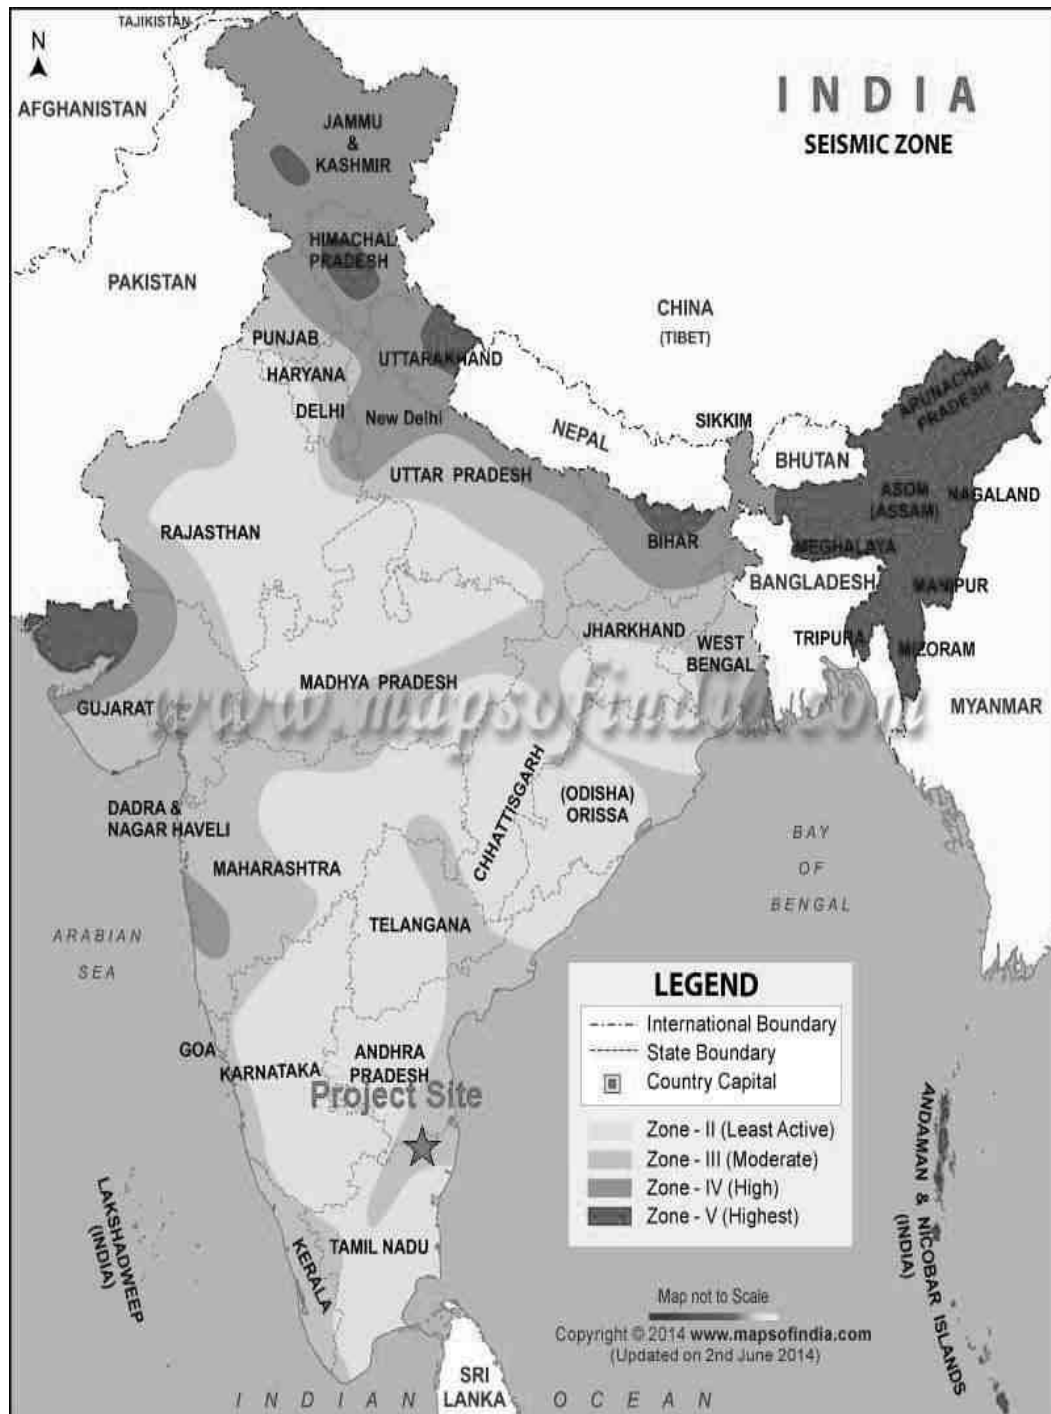 TAJIKISTAN
N
AFGHANISTAN
INDIA
SEISMIC ZONE
JAMMU
&
KASHMIR
HIMACHAL
PRADESH
PAKISTAN
CHINA
(TIBET)
PUNJAB
UTTARAKHAND
HARYANA
DELHI
New Delhi
ARUNACHAL
PRADESH
SIKKIM
NEPAL
BHUTAN
UTTAR PRADESH
ASOM
(ASSAM)
NAGALAND
RAJASTHAN
BIHAR
MEGHALAYA
BANGLADESH
MANIPUR
JHARKHAND
WEST
BENGAL
TRIPURA
MIZORAM
MADHYA PRADESH
GUJARAT
MYANMAR
www.mapsofindia.com
CHHATTISGARH
(ODISHA)
ORISSA
DADRA &
NAGAR HAVELI
BAY
OF
BENGAL
MAHARASHTRA
TELANGANA
ARABIAN
SEA
GOA
KARNATAKA
ANDHRA
PRADESH
Project Site
LEGEND
International Boundary
State Boundary
Country Capital
Zone - II (Least Active)
Zone - III (Moderate)
Zone - IV (High)
Zone - V (Highest)
LAKSHADWEEP
(INDIA)
KERALA
TAMIL NADU
ANDAMAN & NICOBAR ISLANDS
(INDIA)
Map not to Scale
Copyright © 2014 www.mapsofindia.com
(Updated on 2nd June 2014)
SRI
LANKA
INDIAN OCEAN